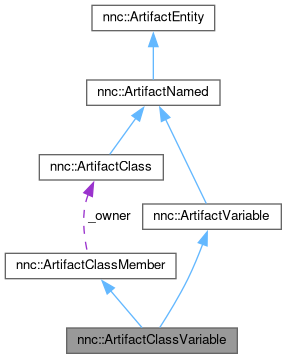 nnc::ArtifactEntity
nnc::ArtifactNamed
nnc::ArtifactClass
nnc::ArtifactVariable
_owner
nnc::ArtifactClassMember
nnc::ArtifactClassVariable